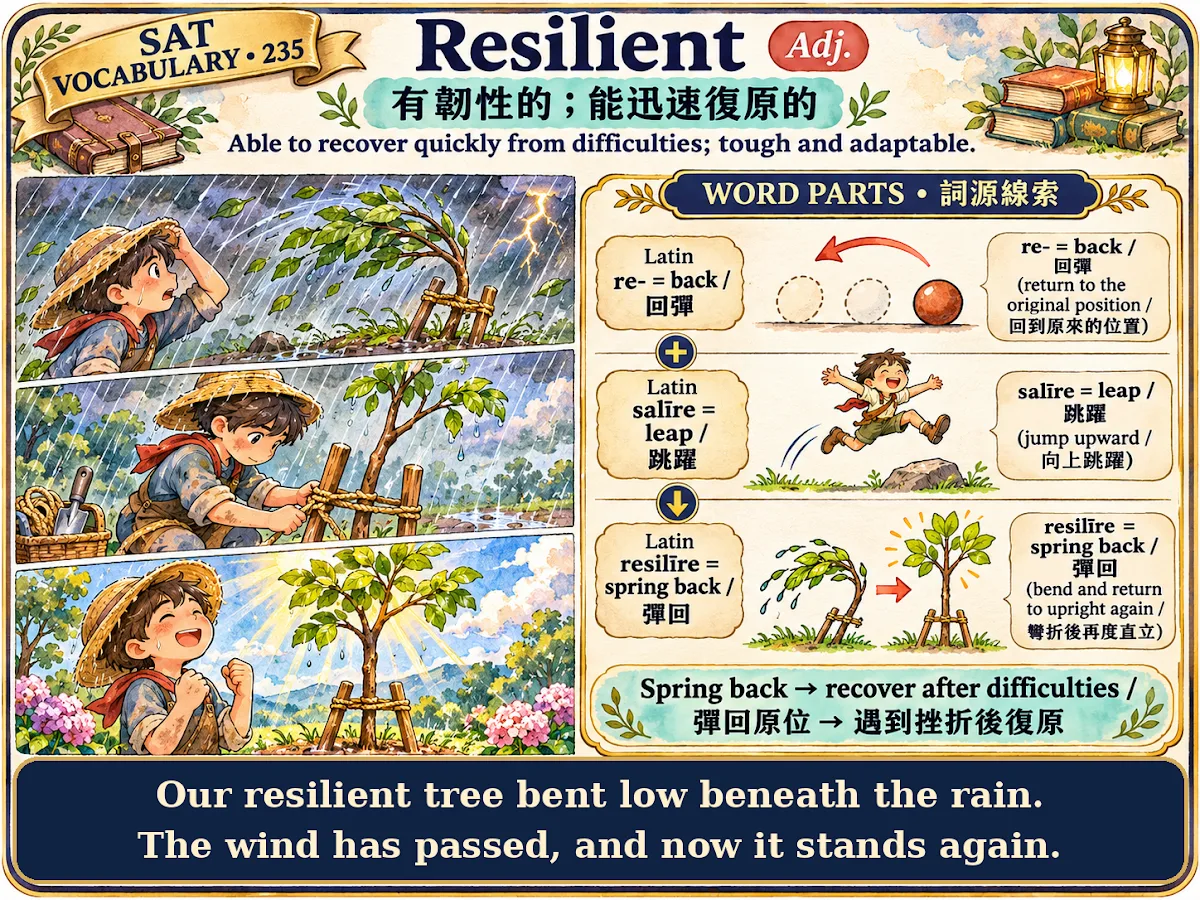 SAT
VOCABULARY • 235
Resilient
Adj.
有韌性的；能迅速復原的
Able to recover quickly from difficulties; tough and adaptable.
WORD PARTS • 詞源線索
Latin
re- = back /
回彈
re- = back /
回彈
(return to the
original position /
回到原來的位置)
+
Latin
salīre =
leap /
跳躍
salīre = leap /
跳躍
(jump upward /
向上跳躍)
↓
Latin
resilīre =
spring back /
彈回
resilīre =
spring back /
彈回
(bend and return
to upright again /
彎折後再度直立)
Spring back → recover after difficulties /
彈回原位 → 遇到挫折後復原
Our resilient tree bent low beneath the rain.
The wind has passed, and now it stands again.